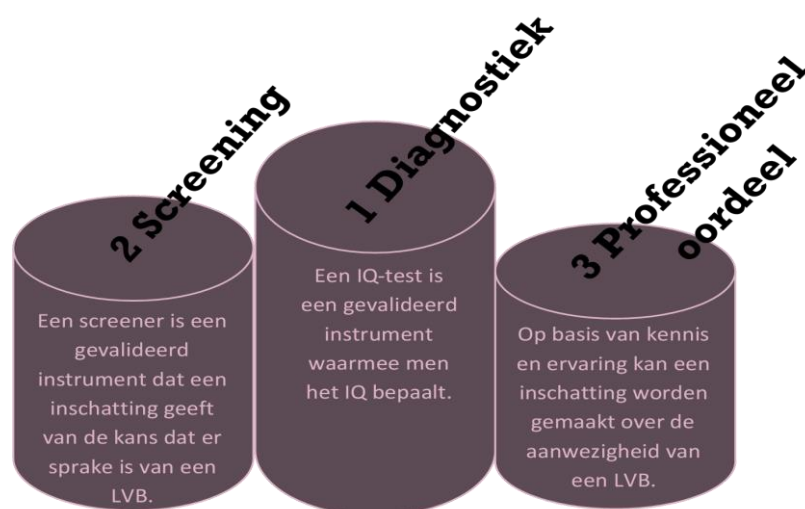 2 Screening
Een screener is een
gevalideerd
instrument dat een
inschatting geeft
van de kans dat er
sprake is van een
LVB.
1 Diagnostiek
Een IQ-test is
een gevalideerd
instrument
waarmee men
het IQ bepaalt.
3 Professioneel
oordeel
Op basis van kennis
en ervaring kan een
inschatting worden
gemaakt over de
aanwezigheid van
een LVB.